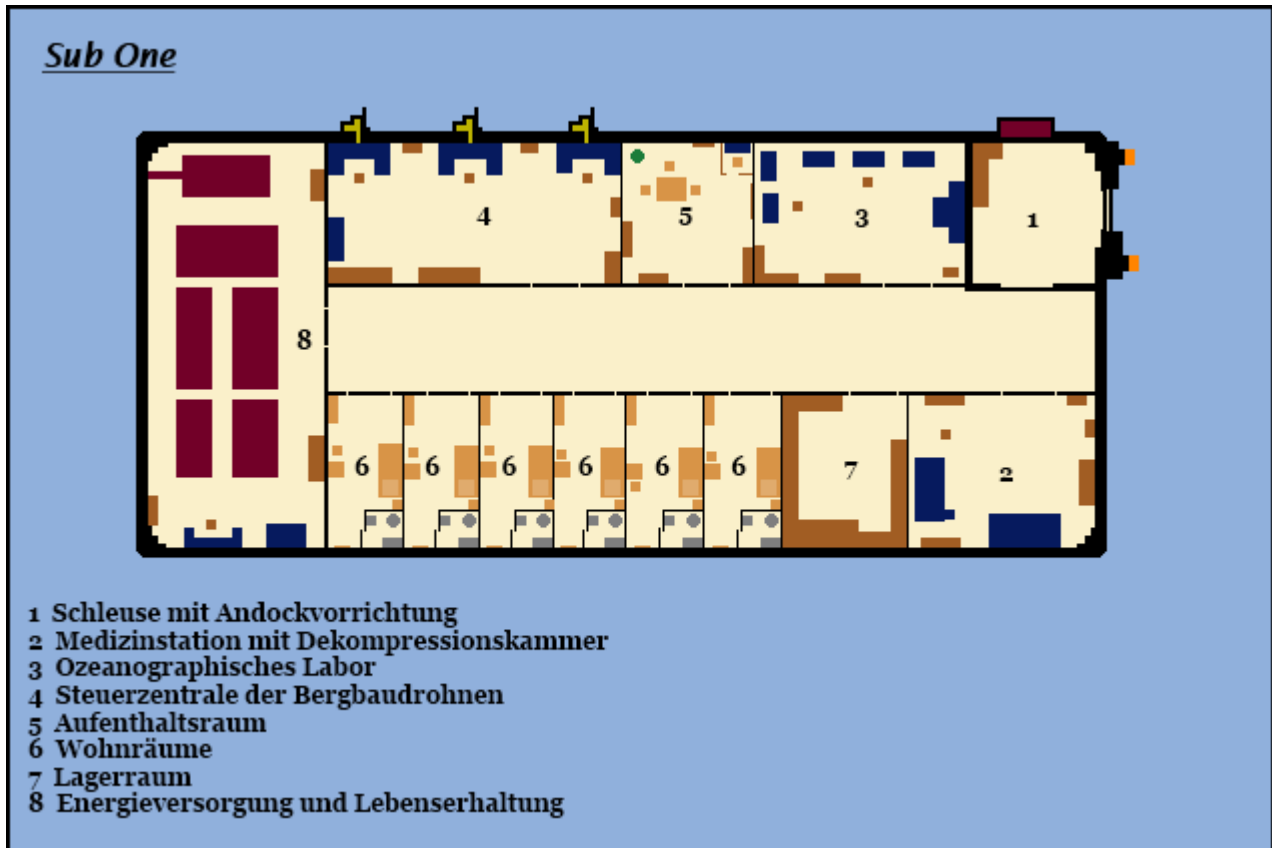 Sub One
4
5
3
1
8
6
6
6
6
6
6
7
2
1 Schleuse mit Andockvorrichtung
2 Medizinstation mit Dekompressionskammer
3 Ozeanographisches Labor
4 Steuerzentrale der Bergbaudrohnen
5 Aufenthaltsraum
6 Wohnräume
7 Lagerraum
8 Energieversorgung und Lebenserhaltung